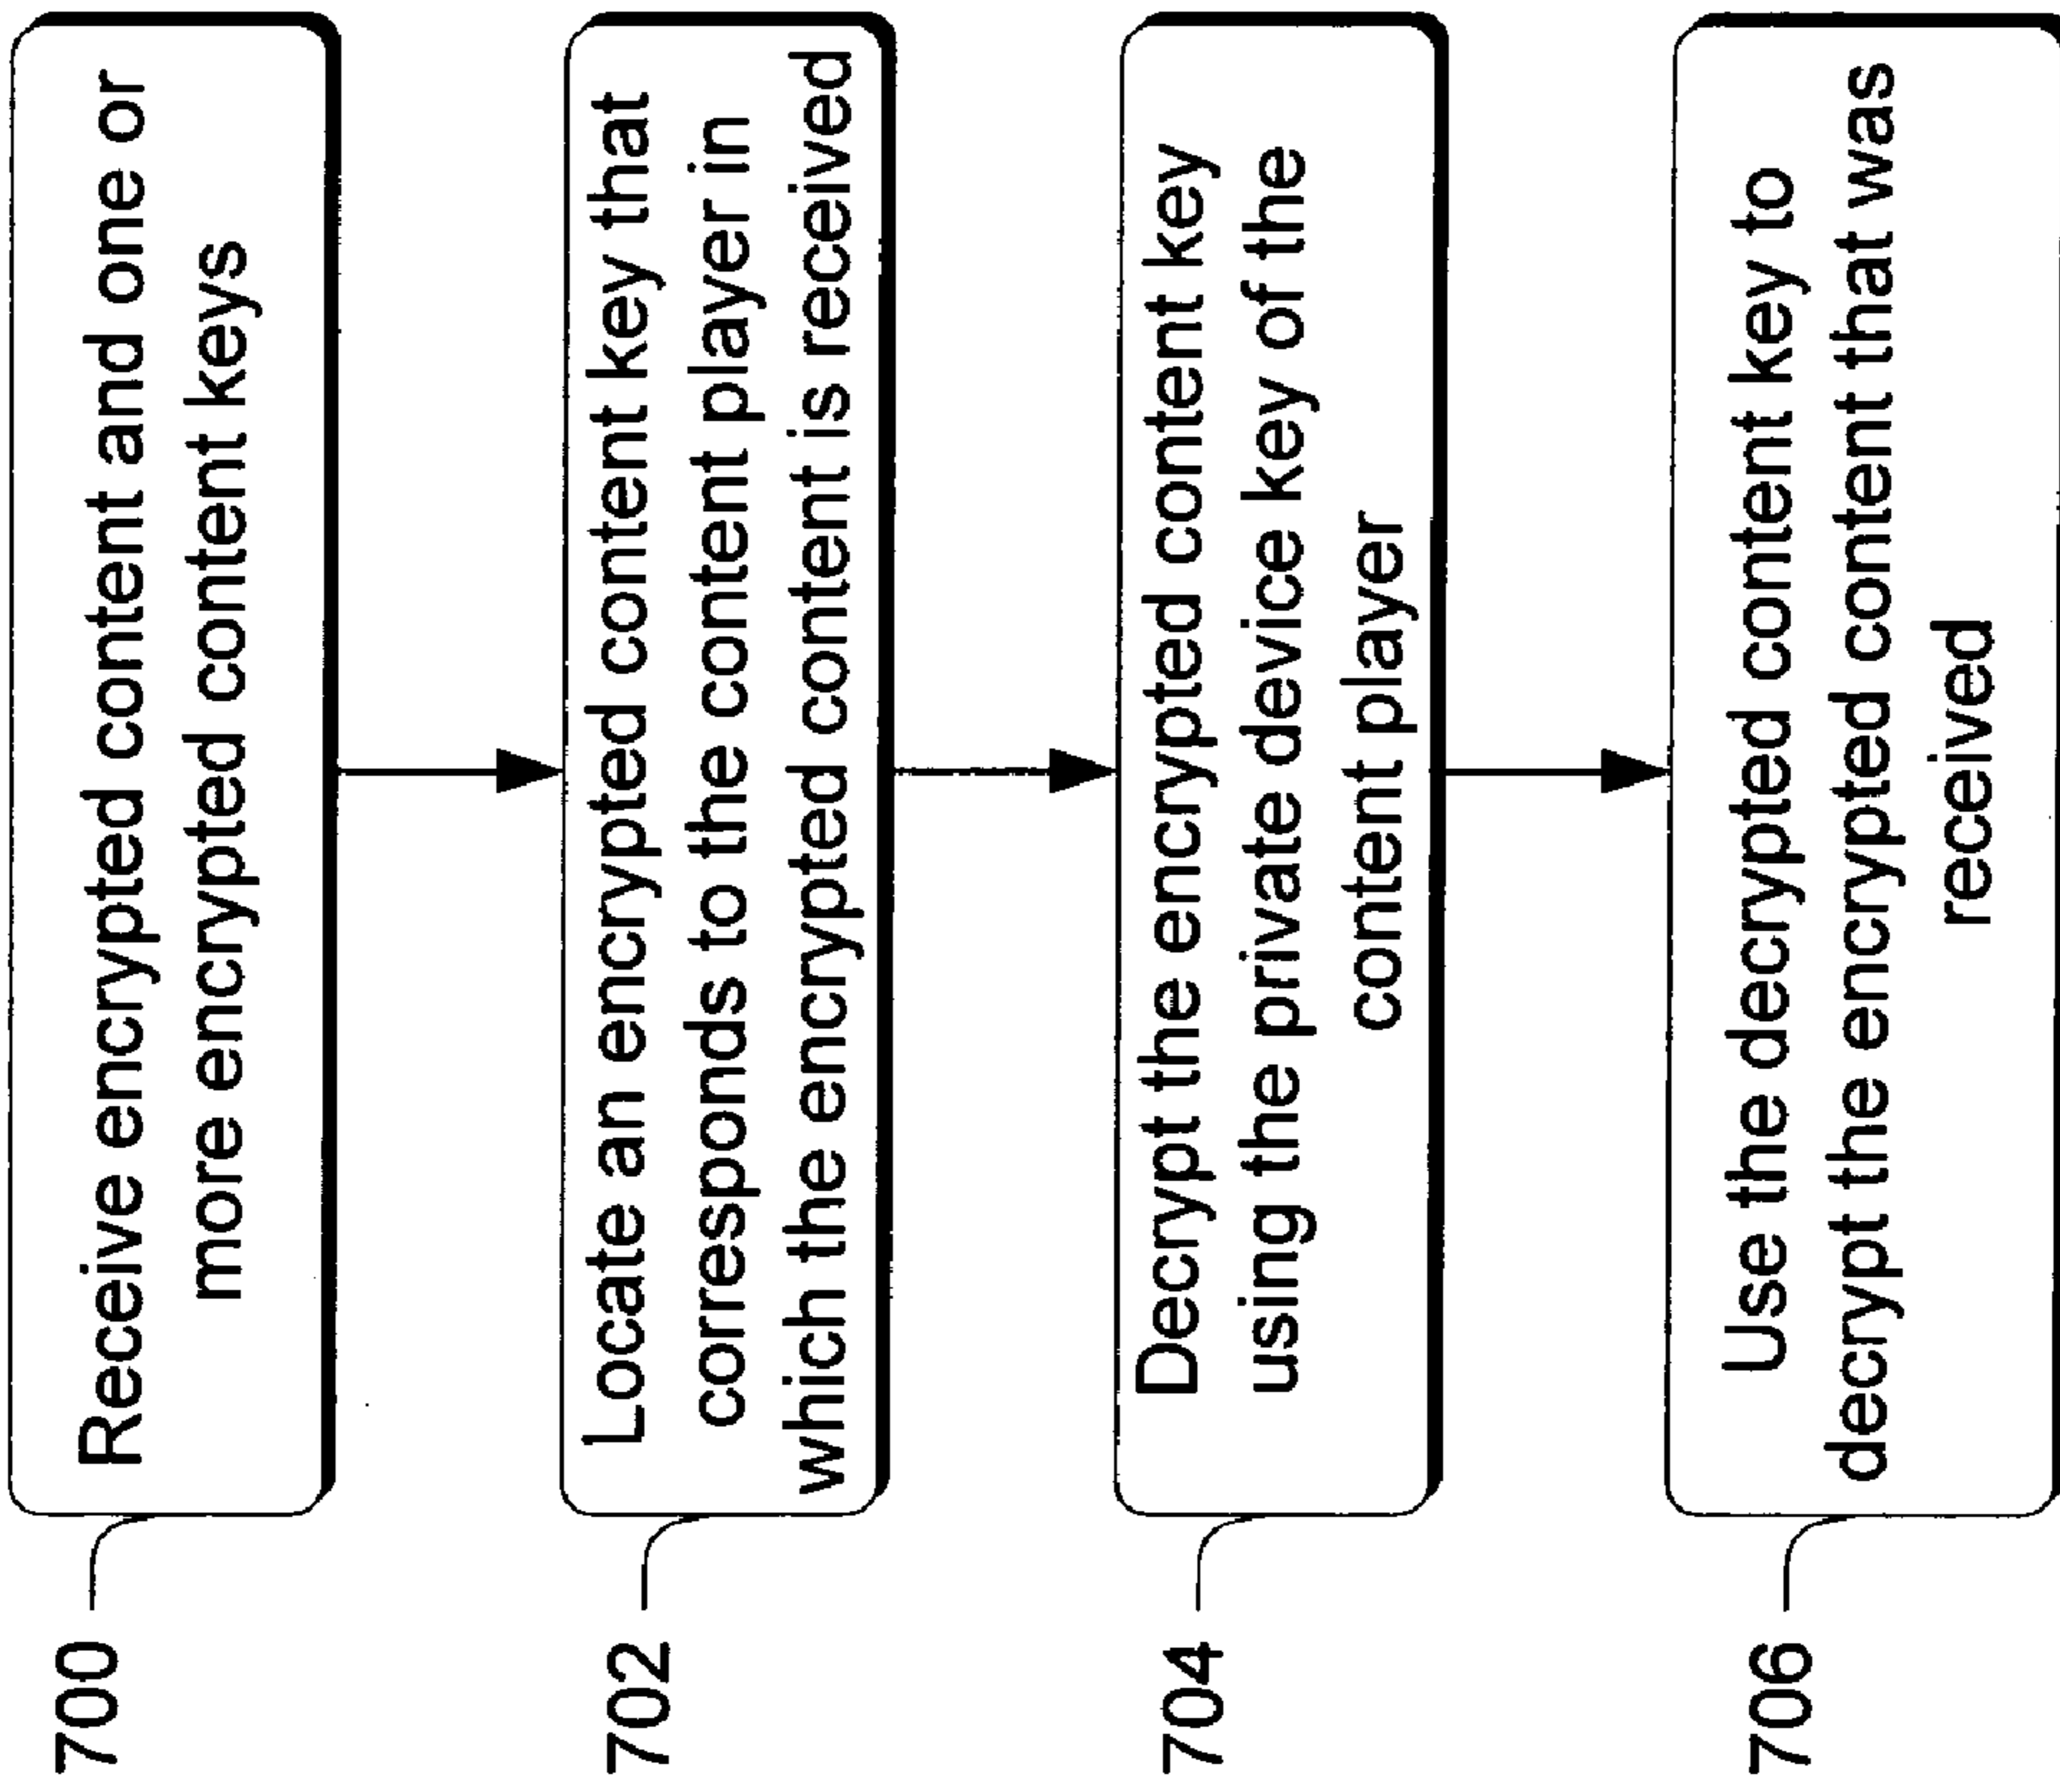 700
Receive encrypted content and one or
more encrypted content keys
702
Locate an encrypted content key that
corresponds to the content player in
which the encrypted content is received
704
Decrypt the encrypted content key
using the private device key of the
content player
706
Use the decrypted content key to
decrypt the encrypted content that was
received